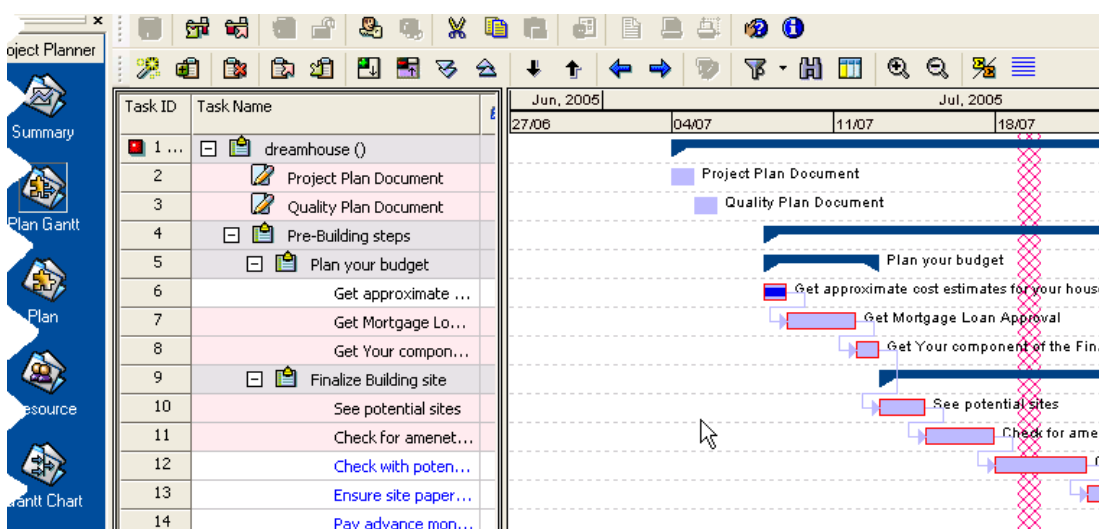 oject Planner
Summary
Plan Gantt
Plan
esource
antt Chart
Task ID Task Name
Jun, 2005 Jul, 2005
27/06 04/07 11/07 18/07
1 ... dreamhouse ()
2 Project Plan Document Project Plan Document
3 Quality Plan Document Quality Plan Document
4 Pre-Building steps
5 Plan your budget Plan your budget
6 Get approximate ... Get approximate cost estimates for your hous
7 Get Mortgage Lo... Get Mortgage Loan Approval
8 Get Your compon... Get Your component of the Fin.
9 Finalize Building site
10 See potential sites See potential sites
11 Check for amenet... Check for ame
12 Check with poten...
13 Ensure site paper...
14 Pay advance mon...